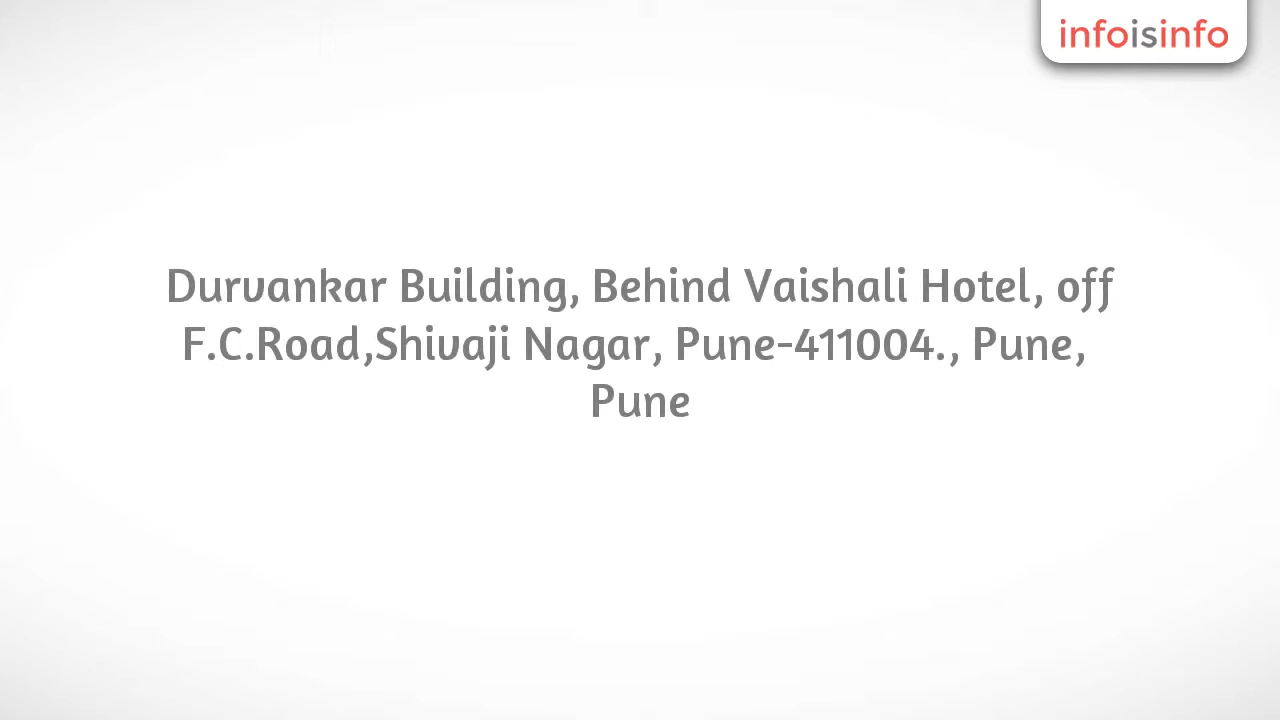 infoisinfo
Durvankar Building, Behind Vaishali Hotel, off
F.C.Road,Shivaji Nagar, Pune-411004., Pune,
Pune